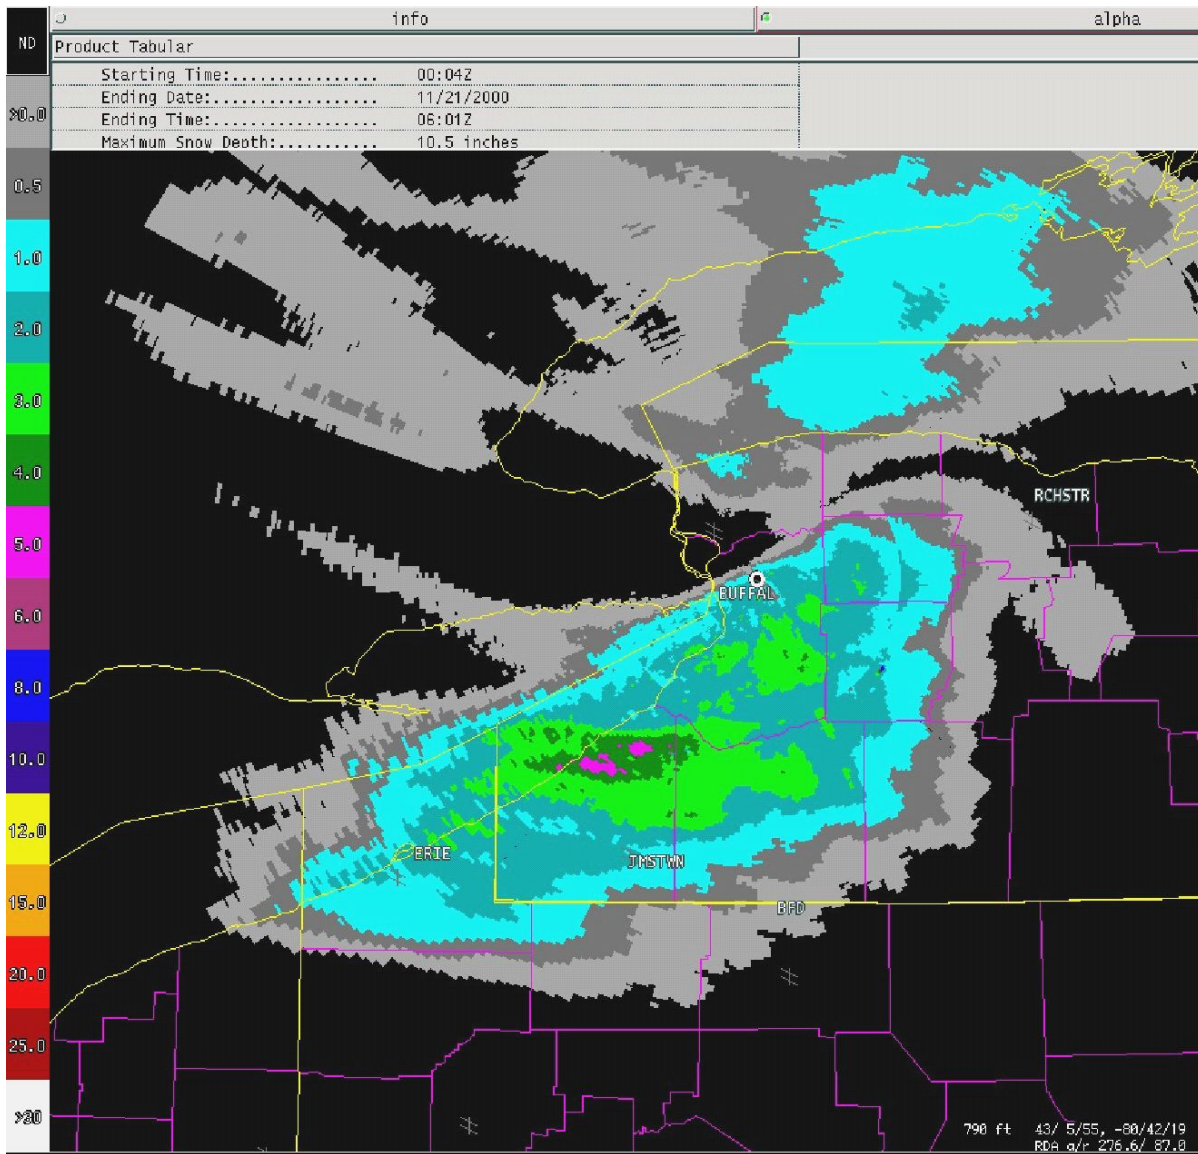 info alpha
ND
Product Tabular
Starting Time:................ 00:04Z
Ending Date:.................. 11/21/2000
Ending Time:.................. 06:01Z
Maximum Snow Depth:........... 10.5 inches
>0.0
0.5
1.0
2.0
3.0
4.0
5.0
6.0
8.0
10.0
12.0
15.0
20.0
25.0
>30
RCHSTR
BUFFAL
ERIE
JMSTWN
BFD
790 ft 43/ 5/55, -80/42/19
RDA a/r 276.6/ 87.0